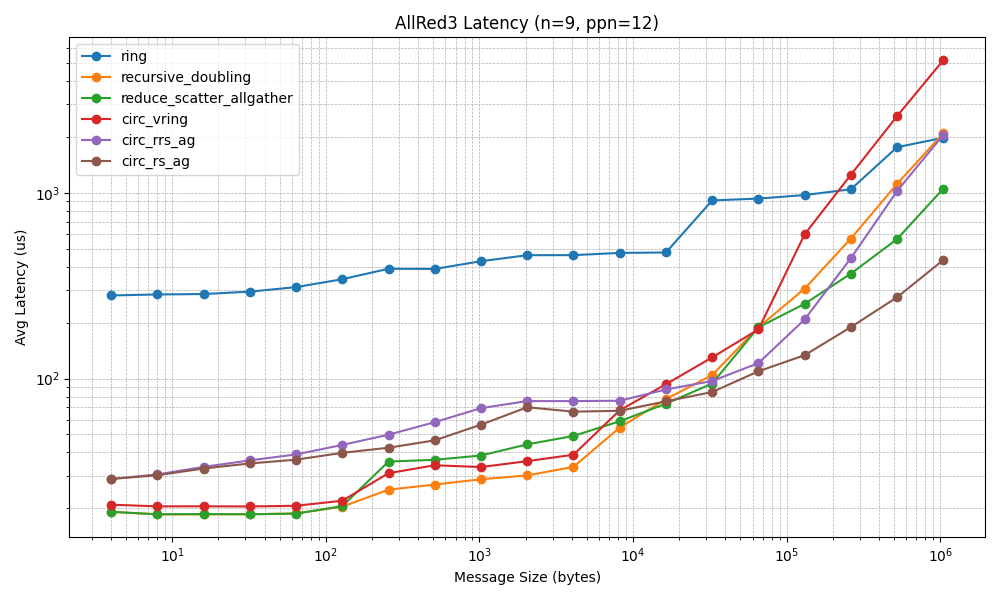 AllRed3 Latency (n=9, ppn=12)
ring
recursive_doubling
reduce_scatter_allgather
circ_vring
circ_rrs_ag
circ_rs_ag
Avg Latency (us)
10³
10²
10¹ 10² 10³ 10⁴ 10⁵ 10⁶
Message Size (bytes)